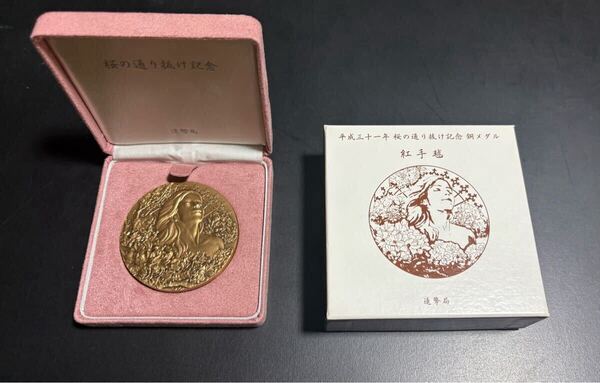 桜の通り抜け記念
造幣局
平成三十一年 桜の通り抜け記念 銅メダル
紅手毬
造幣局